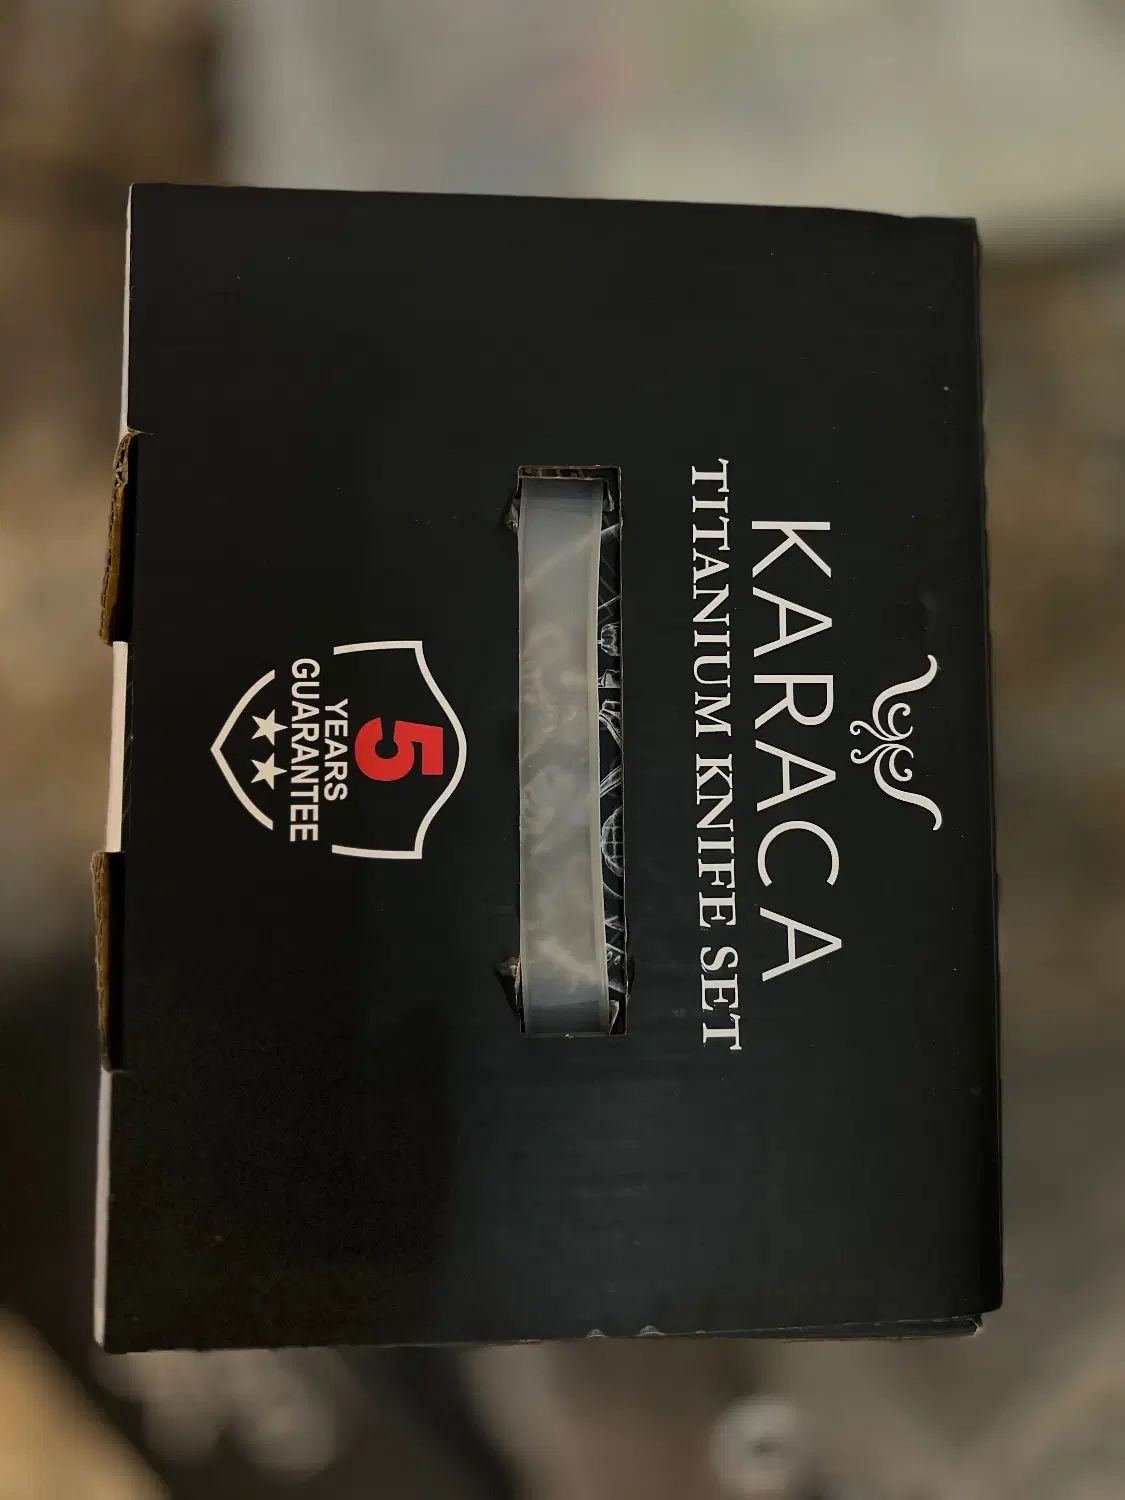 KARACA
TITANIUM KNIFE SET
5
YEARS
GUARANTEE